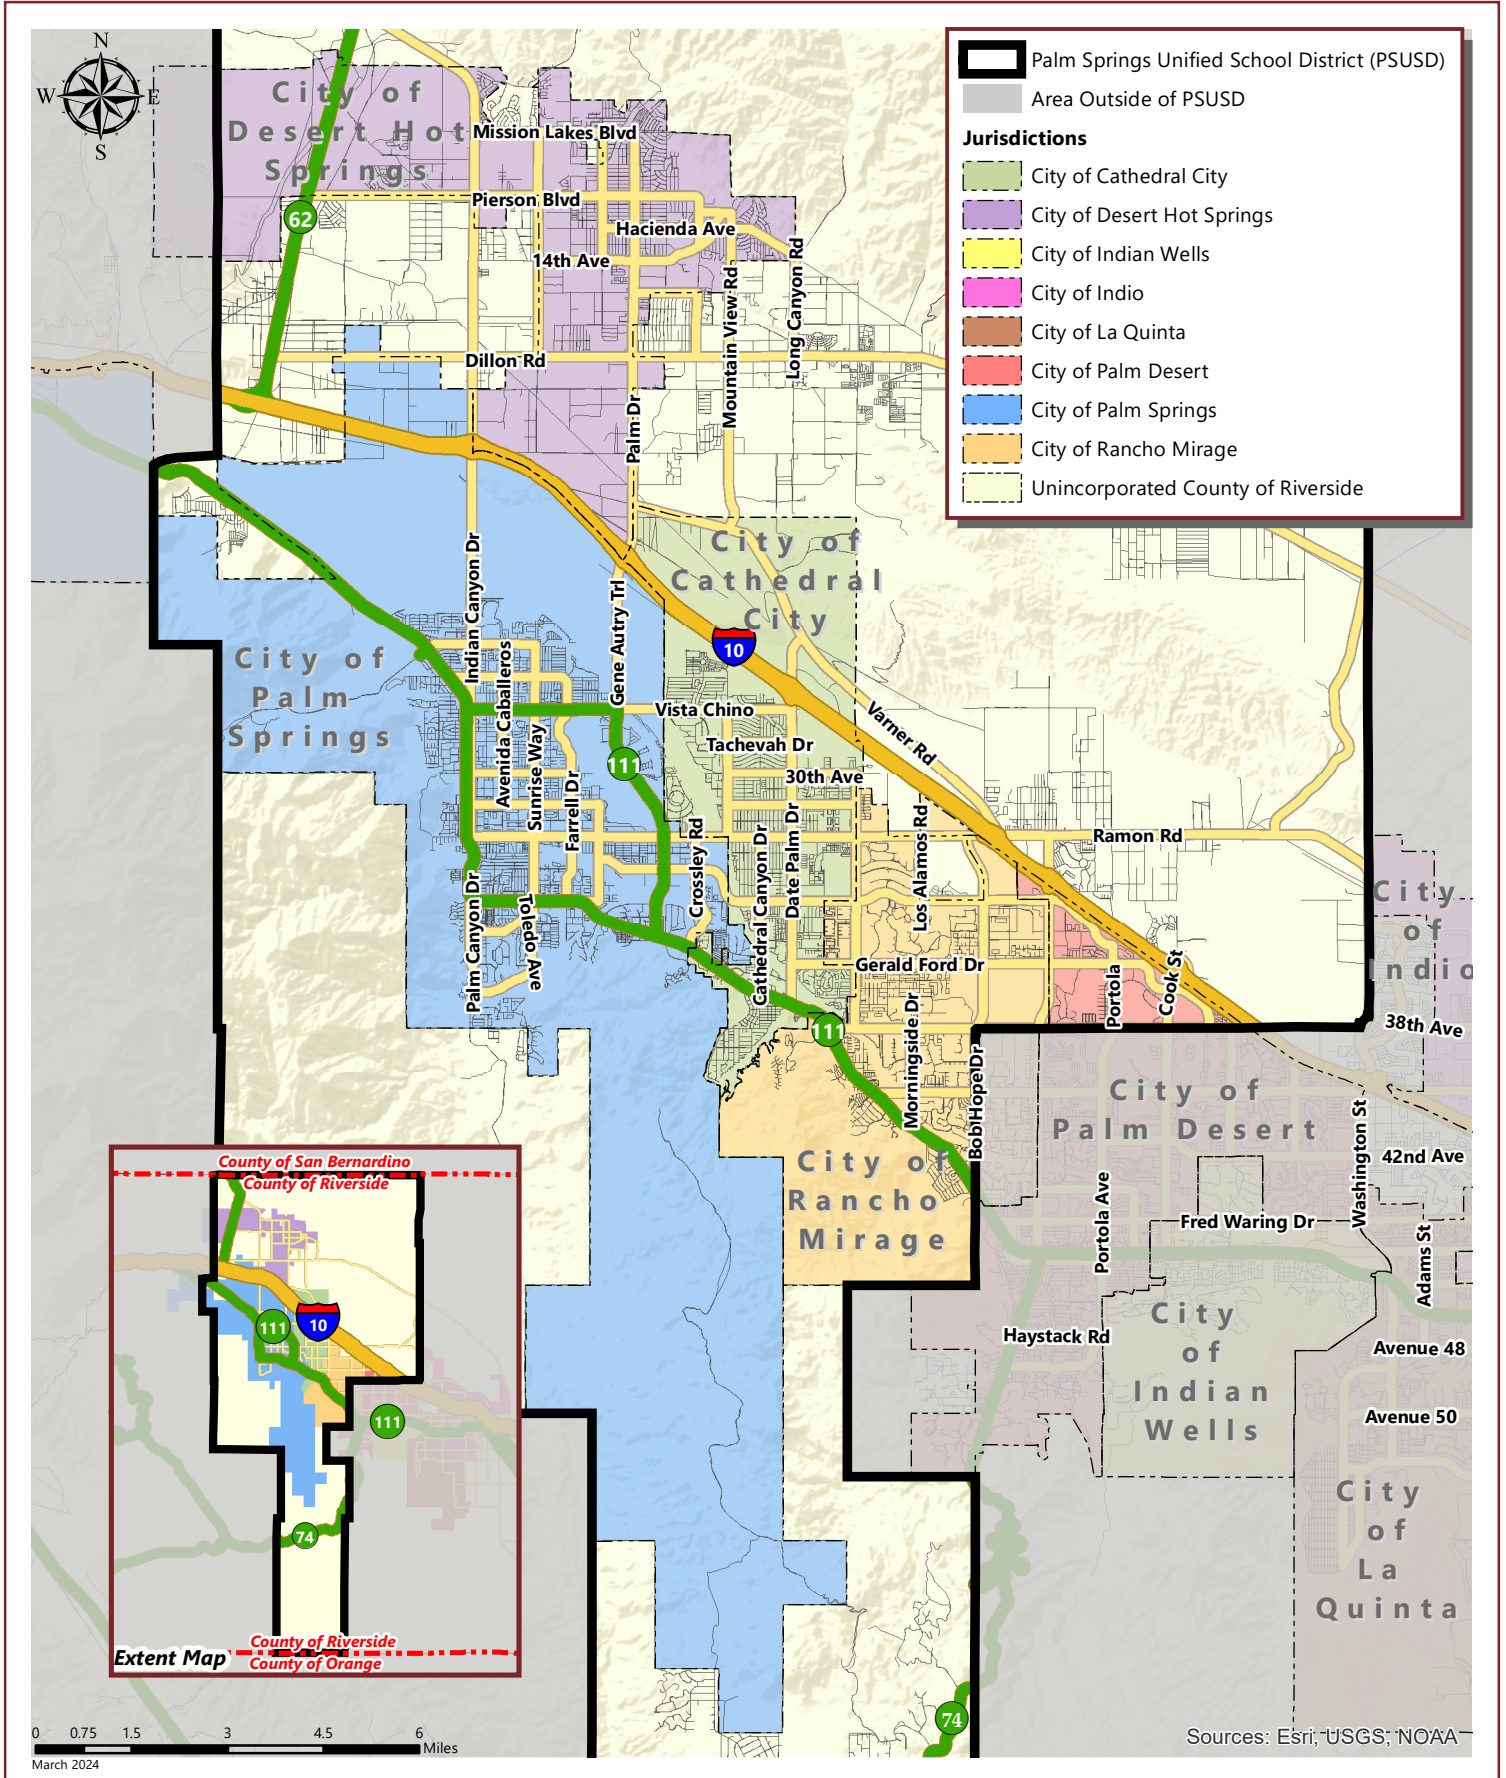 N
W
E
S
Palm Springs Unified School District (PSUSD)
Area Outside of PSUSD
Jurisdictions
City of Cathedral City
City of Desert Hot Springs
City of Indian Wells
City of Indio
City of La Quinta
City of Palm Desert
City of Palm Springs
City of Rancho Mirage
Unincorporated County of Riverside
City of
Desert Hot
Springs
Mission Lakes Blvd
Pierson Blvd
62
Hacienda Ave
14th Ave
Long Canyon Rd
Mountain View Rd
Dillon Rd
Palm Dr
City of
Cathedral
City
Indian Canyon Dr
Gene Autry Trl
10
City of
Palm
Springs
Avenida Caballeros
Vista Chino
Varner Rd
Sunrise Way
Tachevah Dr
111
Farrell Dr
30th Ave
Crossley Rd
Cathedral Canyon Dr
Date Palm Dr
Los Alamos Rd
Ramon Rd
Palm Canyon Dr
Toledo Ave
City
of
Indio
Gerald Ford Dr
Portola
Cook St
111
Morningside Dr
38th Ave
Bob Hope Dr
City of
Palm Desert
Washington St
42nd Ave
City of
Rancho
Mirage
Portola Ave
Fred Waring Dr
Adams St
City
of
Indian
Wells
Haystack Rd
Avenue 48
Avenue 50
City
of
La
Quinta
74
County of San Bernardino
County of Riverside
111
10
111
74
County of Riverside
County of Orange
Extent Map
0 0.75 1.5 3 4.5 6
Miles
March 2024
Sources: Esri, USGS, NOAA